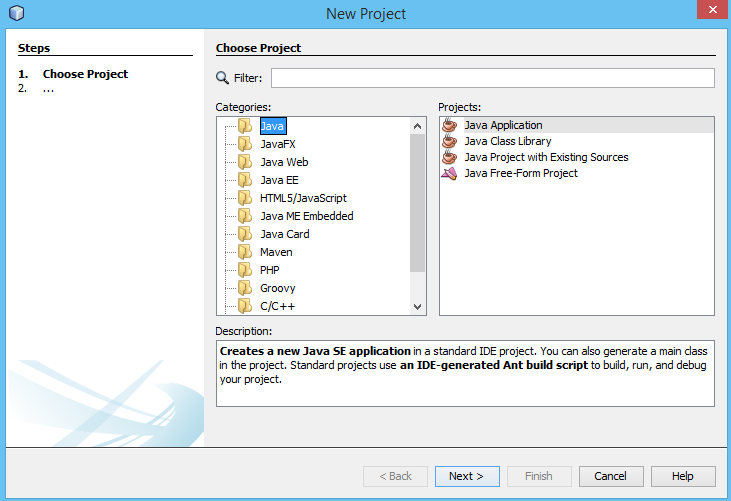 New Project
Steps
1. Choose Project
2. ...
Choose Project
Filter:
Categories:
Java
JavaFX
Java Web
Java EE
HTML5/JavaScript
Java ME Embedded
Java Card
Maven
PHP
Groovy
C/C++
Projects:
Java Application
Java Class Library
Java Project with Existing Sources
Java Free-Form Project
Description:
Creates a new Java SE application in a standard IDE project. You can also generate a main class
in the project. Standard projects use an IDE-generated Ant build script to build, run, and debug
your project.
< Back
Next >
Finish
Cancel
Help